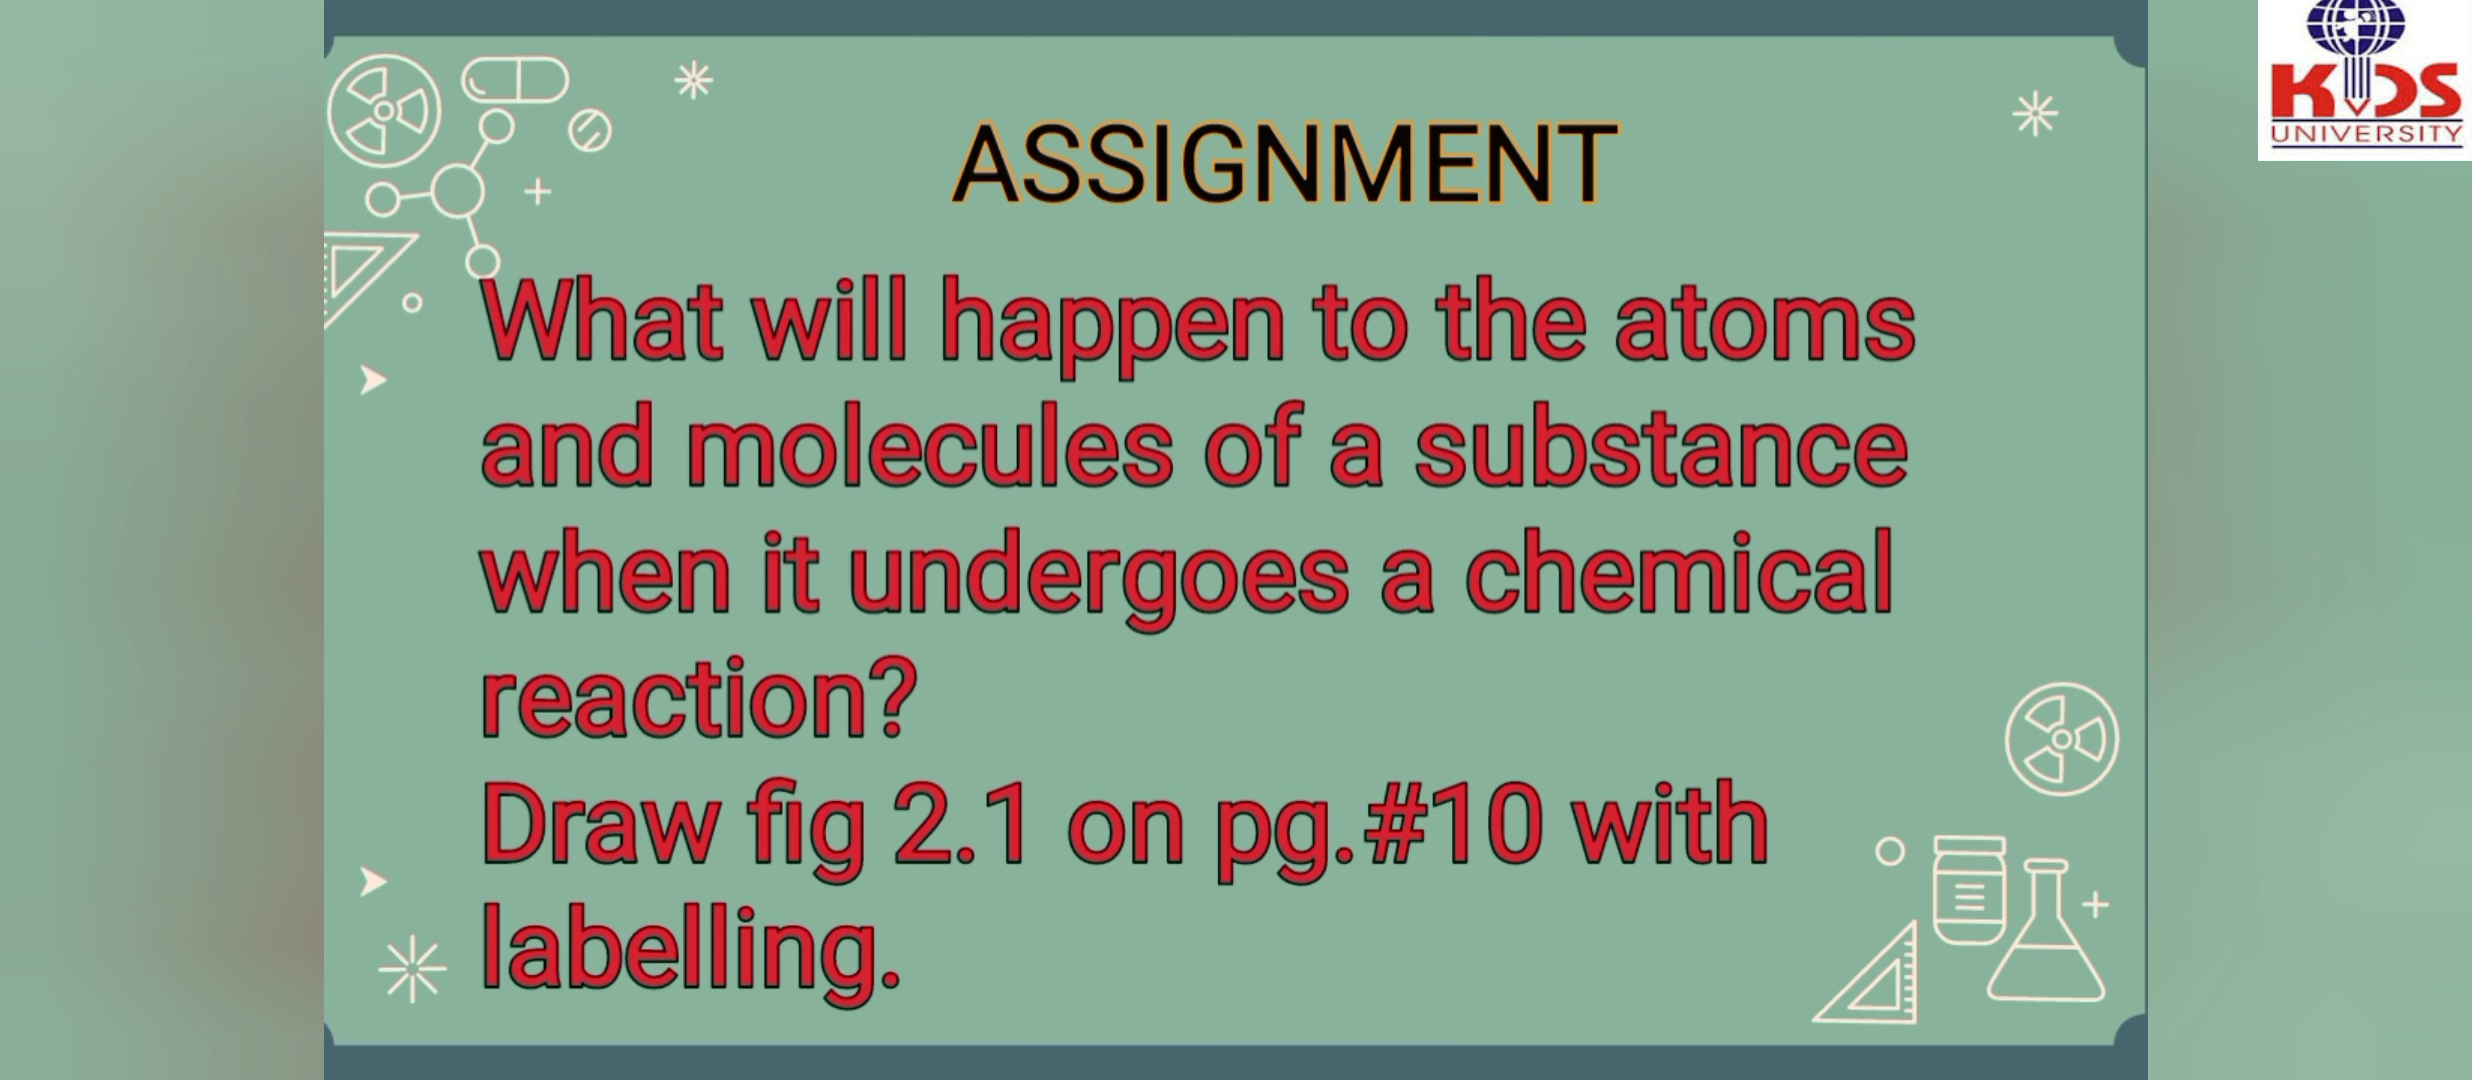 KIDS
UNIVERSITY
ASSIGNMENT
What will happen to the atoms
and molecules of a substance
when it undergoes a chemical
reaction?
Draw fig 2.1 on pg.#10 with
labelling.